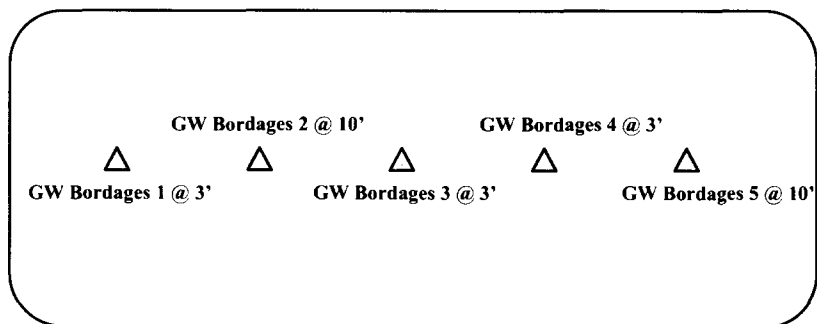 GW Bordages 2 @ 10'
GW Bordages 4 @ 3'
GW Bordages 1 @ 3'
GW Bordages 3 @ 3'
GW Bordages 5 @ 10'